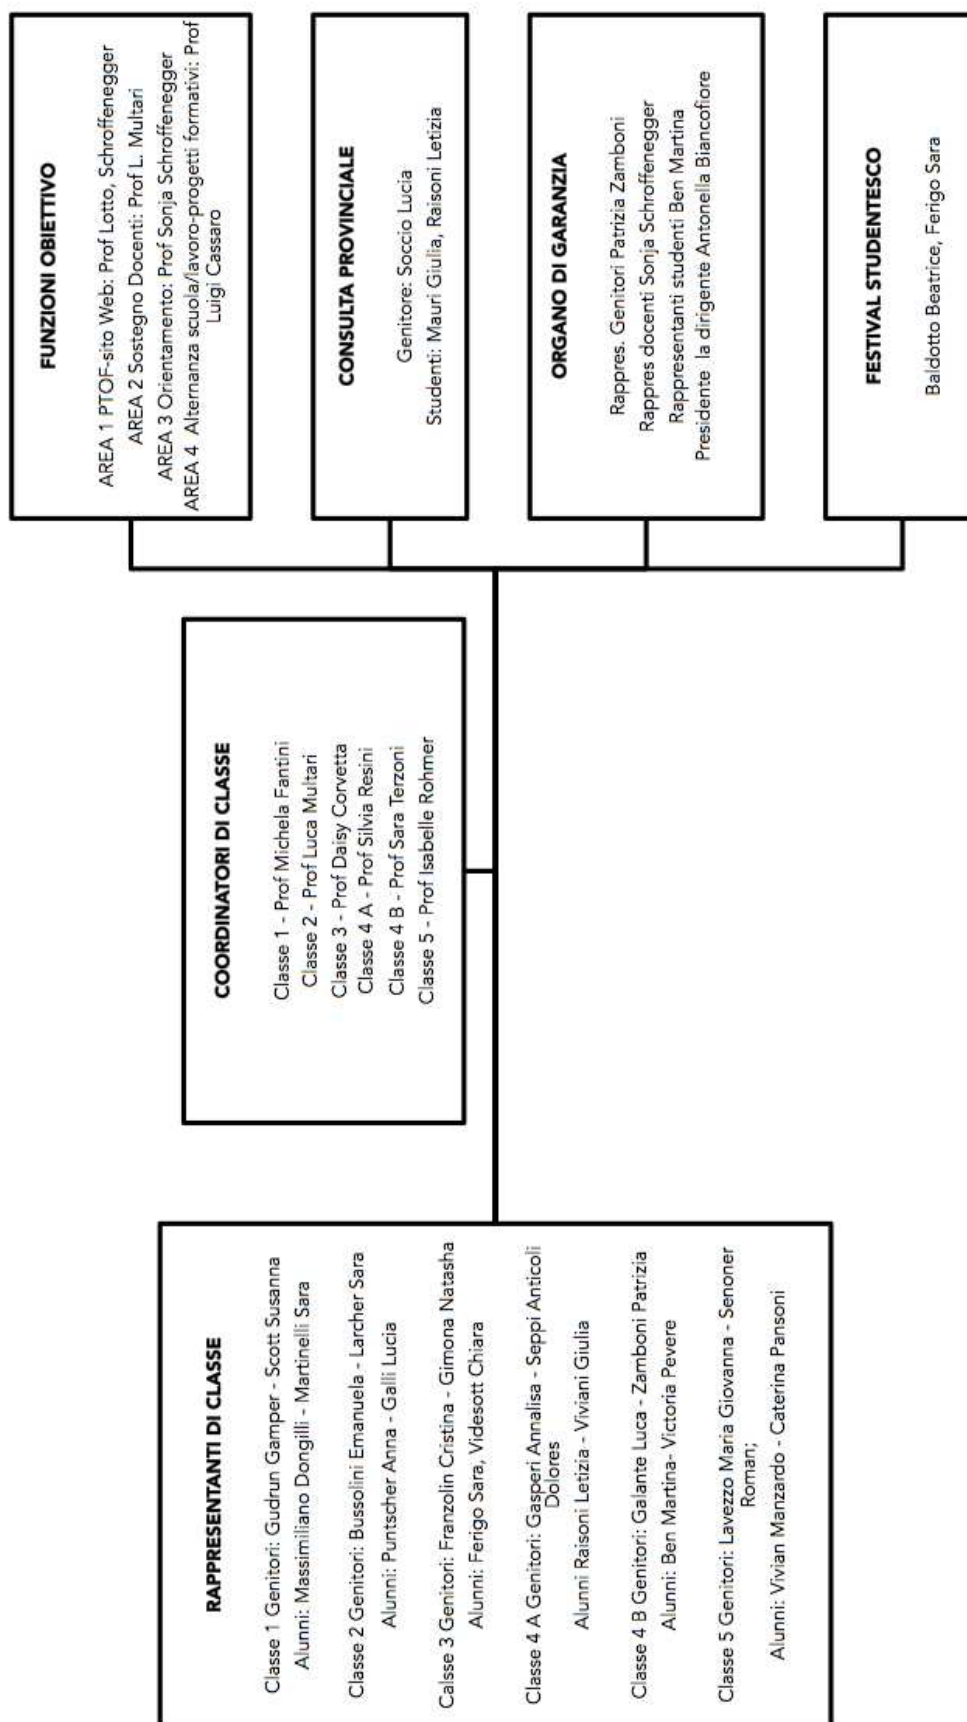 RAPPRESENTANTI DI CLASSE
Classe 1 Genitori: Gudrun Gamper - Scott Susanna
Alunni: Massimiliano Dongilli - Martinelli Sara
Classe 2 Genitori: Bussolini Emanuela - Larcher Sara
Alunni: Puntscher Anna - Galli Lucia
Calsse 3 Genitori: Franzolin Cristina - Gimona Natasha
Alunni: Ferigo Sara, Videsott Chiara
Classe 4 A Genitori: Gasperi Annalisa - Seppi Anticoli
Dolores
Alunni Raisoni Letizia - Viviani Giulia
Classe 4 B Genitori: Galante Luca - Zamboni Patrizia
Alunni: Ben Martina- Victoria Pevere
Classe 5 Genitori: Lavezzo Maria Giovanna - Senoner
Roman;
Alunni: Vivian Manzardo - Caterina Pansoni
COORDINATORI DI CLASSE
Classe 1 - Prof Michela Fantini
Classe 2 - Prof Luca Multari
Classe 3 - Prof Daisy Corvetta
Classe 4 A - Prof Silvia Resini
Classe 4 B - Prof Sara Terzoni
Classe 5 - Prof Isabelle Rohmer
FUNZIONI OBIETTIVO
AREA 1 PTOF-sito Web: Prof Lotto, Schroffenegger
AREA 2 Sostegno Docenti: Prof L. Multari
AREA 3 Orientamento: Prof Sonja Schroffenegger
AREA 4 Alternanza scuola/lavoro-progetti formativi: Prof
Luigi Cassaro
CONSULTA PROVINCIALE
Genitore: Soccio Lucia
Studenti: Mauri Giulia, Raisoni Letizia
ORGANO DI GARANZIA
Rappres. Genitori Patrizia Zamboni
Rappres docenti Sonja Schroffenegger
Rappresentanti studenti Ben Martina
Presidente la dirigente Antonella Biancofiore
FESTIVAL STUDENTESCO
Baldotto Beatrice, Ferigo Sara